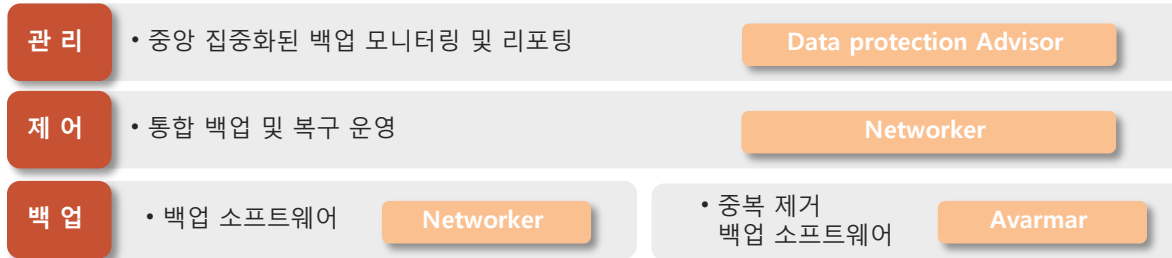 관 리
• 중앙 집중화된 백업 모니터링 및 리포팅
Data protection Advisor
제 어
• 통합 백업 및 복구 운영
Networker
백 업
• 백업 소프트웨어
Networker
• 중복 제거
백업 소프트웨어
Avarmar